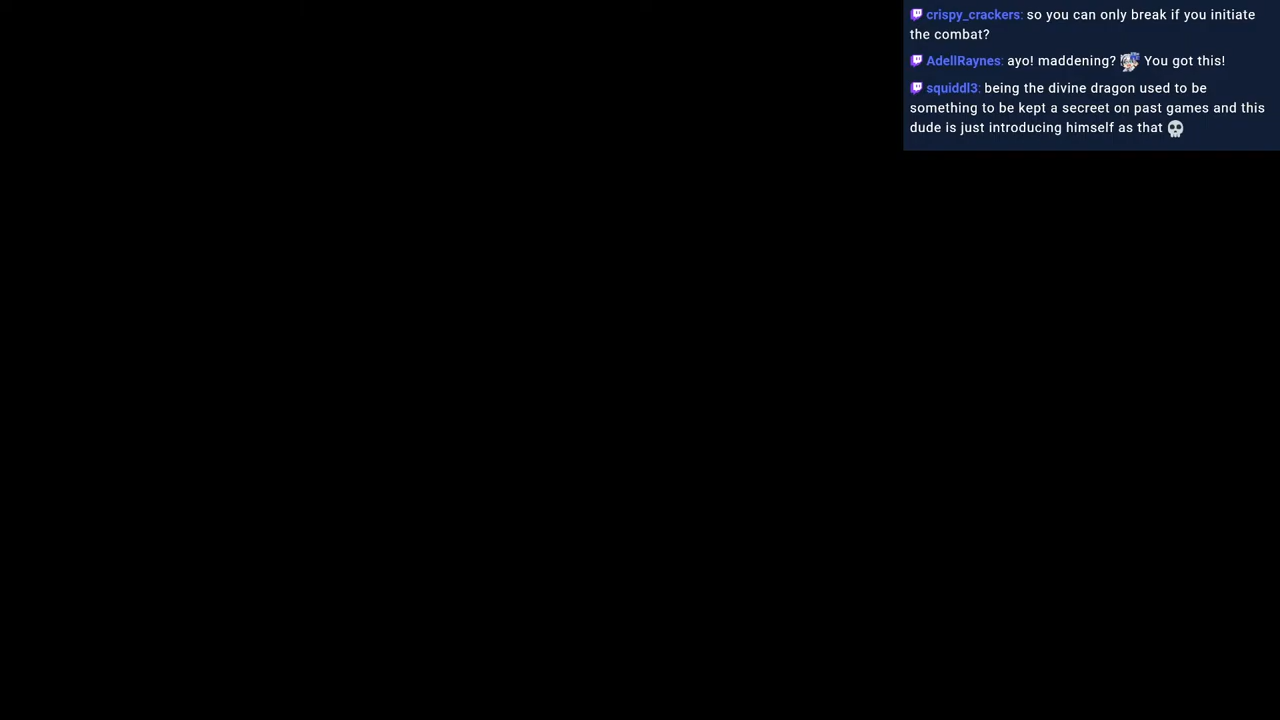 crispy_crackers: so you can only break if you initiate
the combat?
AdellRaynes: ayo! maddening? You got this!
squiddl3: being the divine dragon used to be
something to be kept a secreet on past games and this
dude is just introducing himself as that 💀